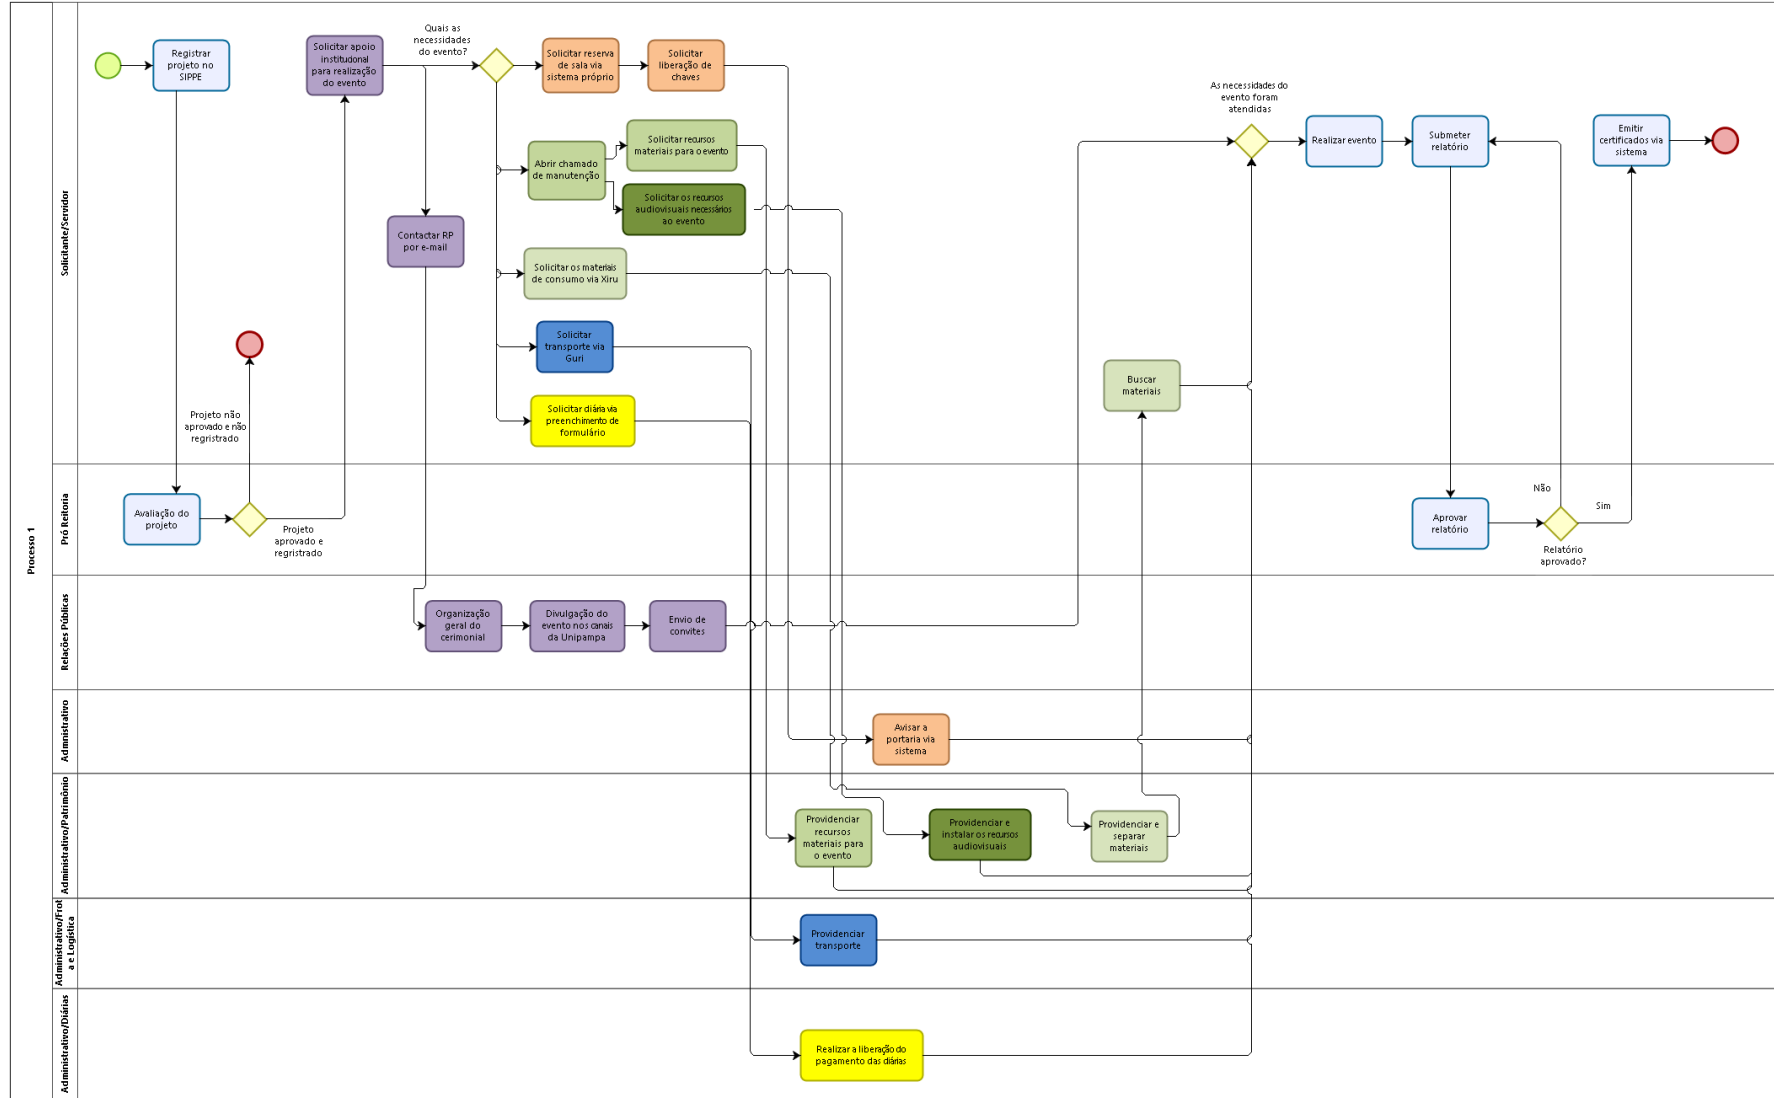 Processo 1
Solicitante/Servidor
Registrar
projeto no
SIPPE
Solicitar apoio
institucional
para realização
do evento
Quais as
necessidades
do evento?
Solicitar reserva
de sala via
sistema próprio
Solicitar
liberação de
chaves
Abrir chamado
de manutenção
Solicitar recursos
materiais para o evento
Solicitar os recursos
audiovisuais necessários
ao evento
Contactar RP
por e-mail
Solicitar os materiais
de consumo via Xiru
Solicitar
transporte via
Guri
Solicitar diária via
preenchimento de
formulário
Projeto não
aprovado e não
regristrado
Buscar
materiais
As necessidades do
evento foram
atendidas
Realizar evento
Submeter
relatório
Emitir
certificados via
sistema
Pró Reitoria
Avaliação do
projeto
Projeto
aprovado e
regristrado
Aprovar
relatório
Não
Sim
Relatório
aprovado?
Relações Públicas
Organização
geral do
cerimonial
Divulgação do
evento nos canais
da Unipampa
Envio de
convites
Admnistrativo
Avisar a
portaria via
sistema
Administrativo/Patrimônio
Providenciar
recursos
materiais para
o evento
Providenciar e
instalar os recursos
audiovisuais
Providenciar e
separar
materiais
Administrativo/Frot
a e Logística
Providenciar
transporte
Administrativo/Diárias
Realizar a liberação do
pagamento das diárias